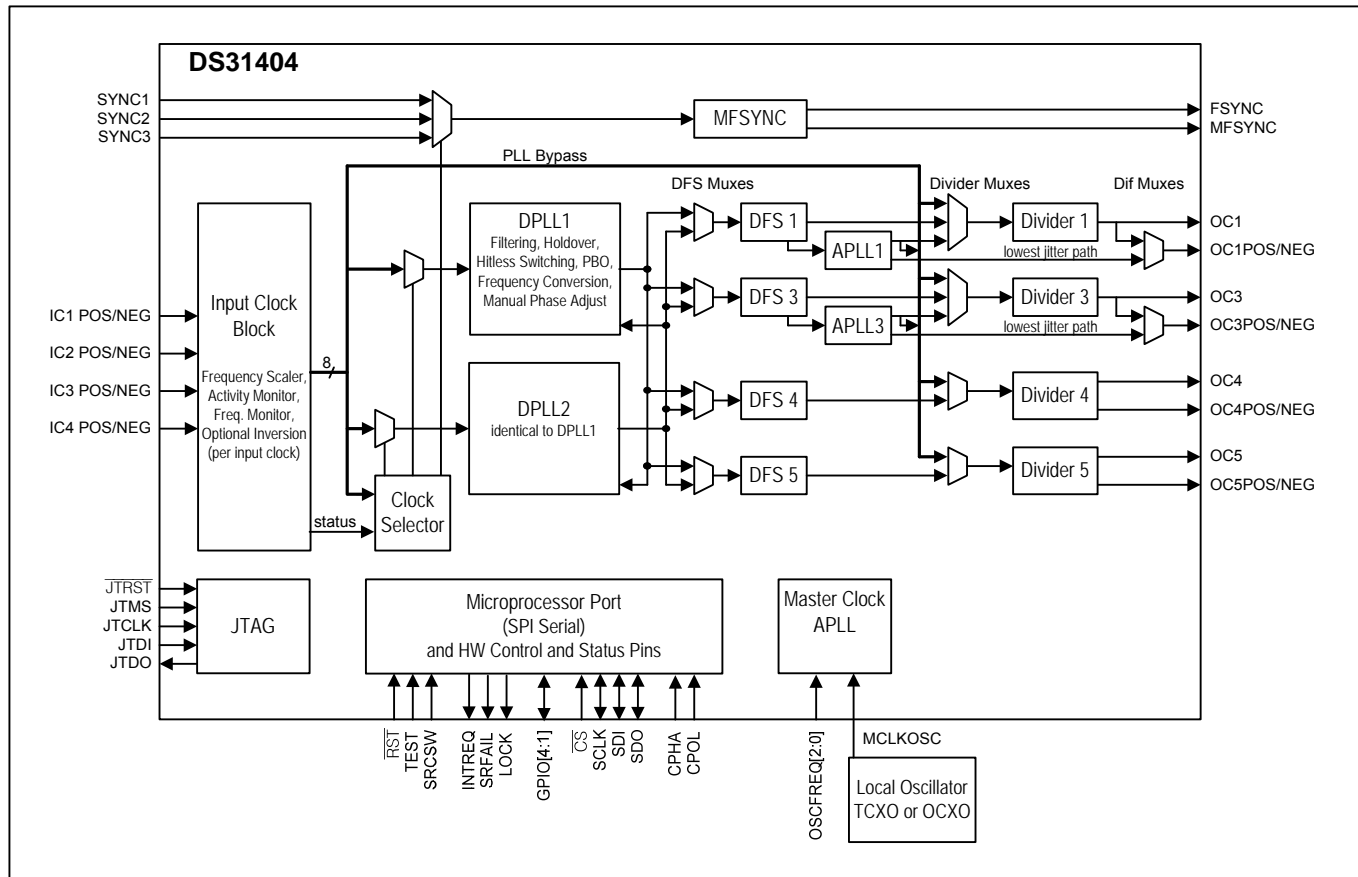 DS31404
SYNC1
SYNC2
SYNC3
MFSYNC
FSYNC
MFSYNC
PLL Bypass
DFS Muxes
Divider Muxes
Dif Muxes
Input Clock
Block
Frequency Scaler,
Activity Monitor,
Freq. Monitor,
Optional Inversion
(per input clock)
IC1 POS/NEG
IC2 POS/NEG
IC3 POS/NEG
IC4 POS/NEG
8
status
Clock
Selector
DPLL1
Filtering, Holdover,
Hitless Switching, PBO,
Frequency Conversion,
Manual Phase Adjust
DPLL2
identical to DPLL1
DFS 1
APLL1
lowest jitter path
Divider 1
OC1
OC1POS/NEG
DFS 3
APLL3
lowest jitter path
Divider 3
OC3
OC3POS/NEG
DFS 4
Divider 4
OC4
OC4POS/NEG
DFS 5
Divider 5
OC5
OC5POS/NEG
JTRST
JTMS
JTCLK
JTDI
JTDO
JTAG
Microprocessor Port
(SPI Serial)
and HW Control and Status Pins
Master Clock
APLL
RST
TEST
SRCSW
INTREQ
SRFAIL
LOCK
GPIO[4:1]
CS
SCLK
SDI
SDO
CPHA
CPOL
OSCFREQ[2:0]
MCLKOSC
Local Oscillator
TCXO or OCXO